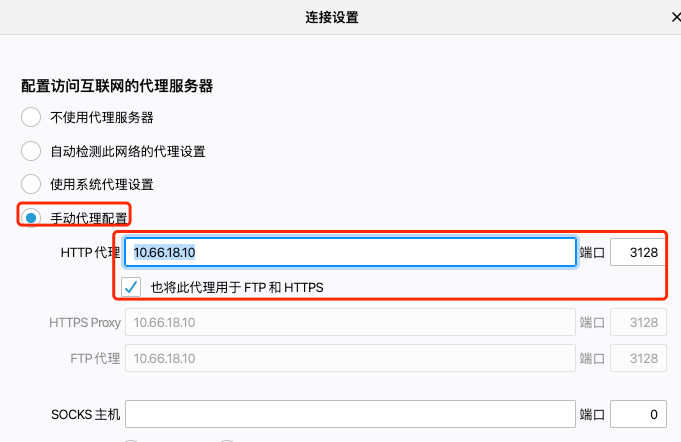 连接设置
配置访问互联网的代理服务器
不使用代理服务器
自动检测此网络的代理设置
使用系统代理设置
手动代理配置
HTTP 代理 10.66.18.10 端口 3128
也将此代理用于 FTP 和 HTTPS
HTTPS Proxy 10.66.18.10 端口 3128
FTP 代理 10.66.18.10 端口 3128
SOCKS 主机 端口 0